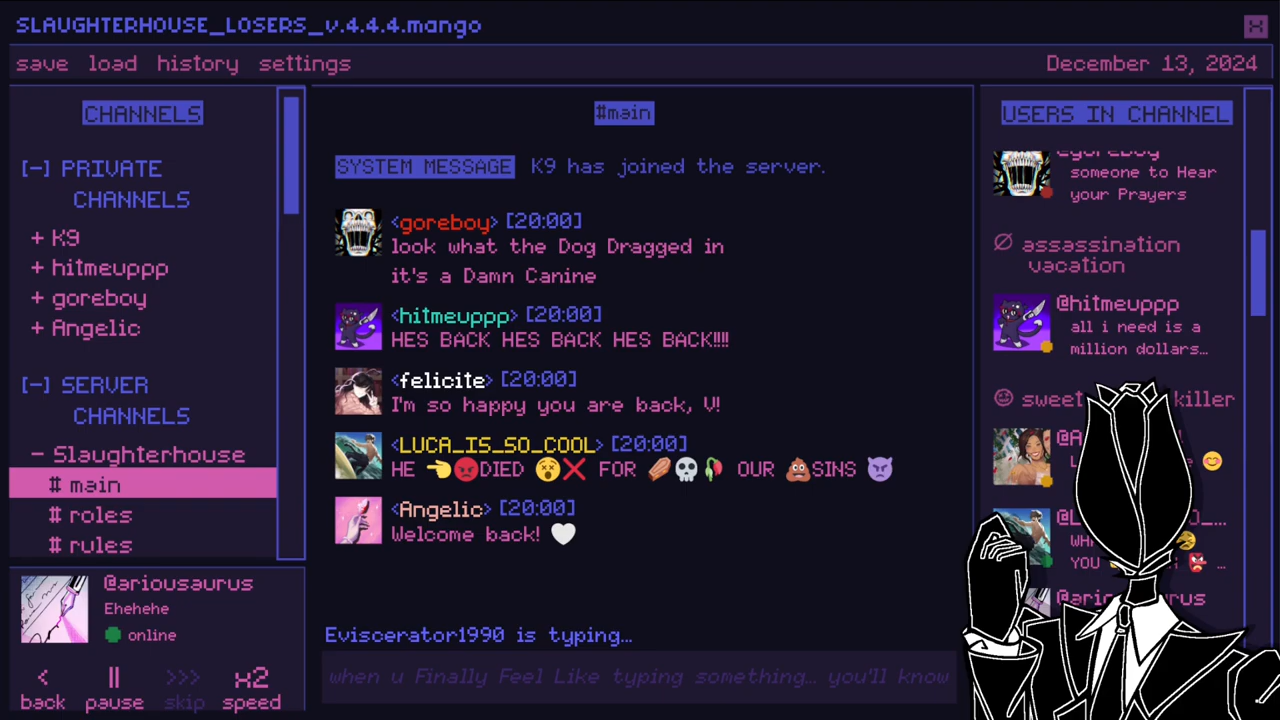 SLAUGHTERHOUSE_LOSERS_v.4.4.4.mango
X
save load history settings
December 13, 2024
CHANNELS
[-] PRIVATE
CHANNELS
+ K9
+ hitmeuppp
+ goreboy
+ Angelic
[-] SERVER
CHANNELS
- Slaughterhouse
# main
# roles
# rules
@ariousaurus
Ehehehe
online
< || >>> x2
back pause skip speed
#main
SYSTEM MESSAGE K9 has joined the server.
<goreboy> [20:00]
look what the Dog Dragged in
it's a Damn Canine
<hitmeuppp> [20:00]
HES BACK HES BACK HES BACK!!!!
<felicite> [20:00]
I'm so happy you are back, V!
<LUCA_IS_SO_COOL> [20:00]
HE 👈😡DIED 😵❌ FOR ⚰️💀🥀 OUR 💩SINS 😈
<Angelic> [20:00]
Welcome back! 🤍
Eviscerator1990 is typing...
when u Finally Feel Like typing something... you'll know
USERS IN CHANNEL
@goreboy
someone to Hear
your Prayers
assassination
vacation
@hitmeuppp
all i need is a
million dollars...
sweet killer
YOU